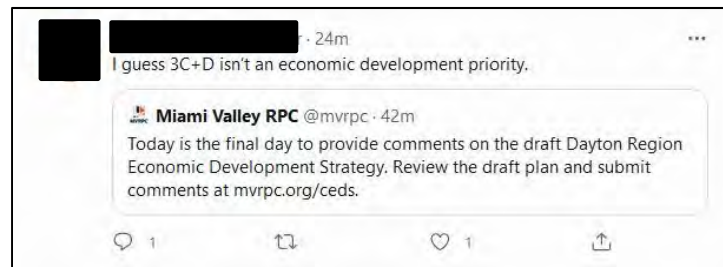 · 24m
I guess 3C+D isn't an economic development priority.
Miami Valley RPC @mvrpc · 42m
Today is the final day to provide comments on the draft Dayton Region
Economic Development Strategy. Review the draft plan and submit
comments at mvrpc.org/ceds.
1 1